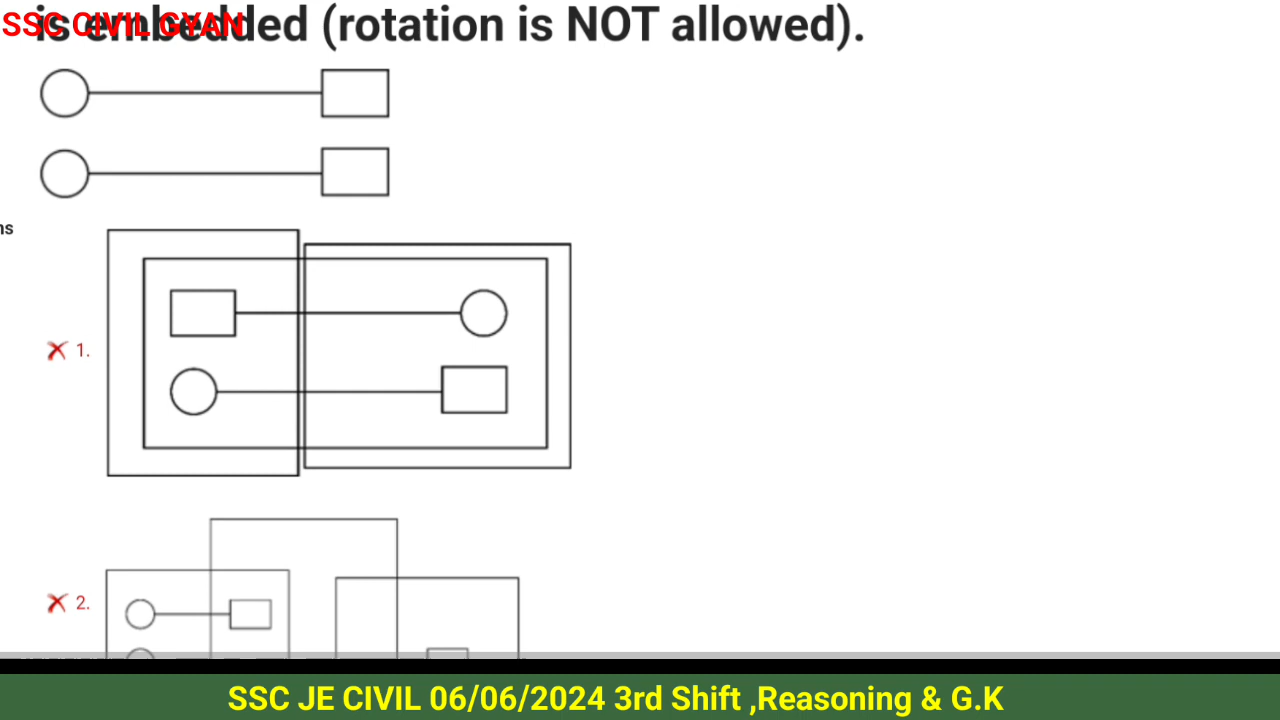 SSC CIVIL GYAN
is embedded (rotation is NOT allowed).
ns
1.
2.
SSC JE CIVIL 06/06/2024 3rd Shift ,Reasoning & G.K